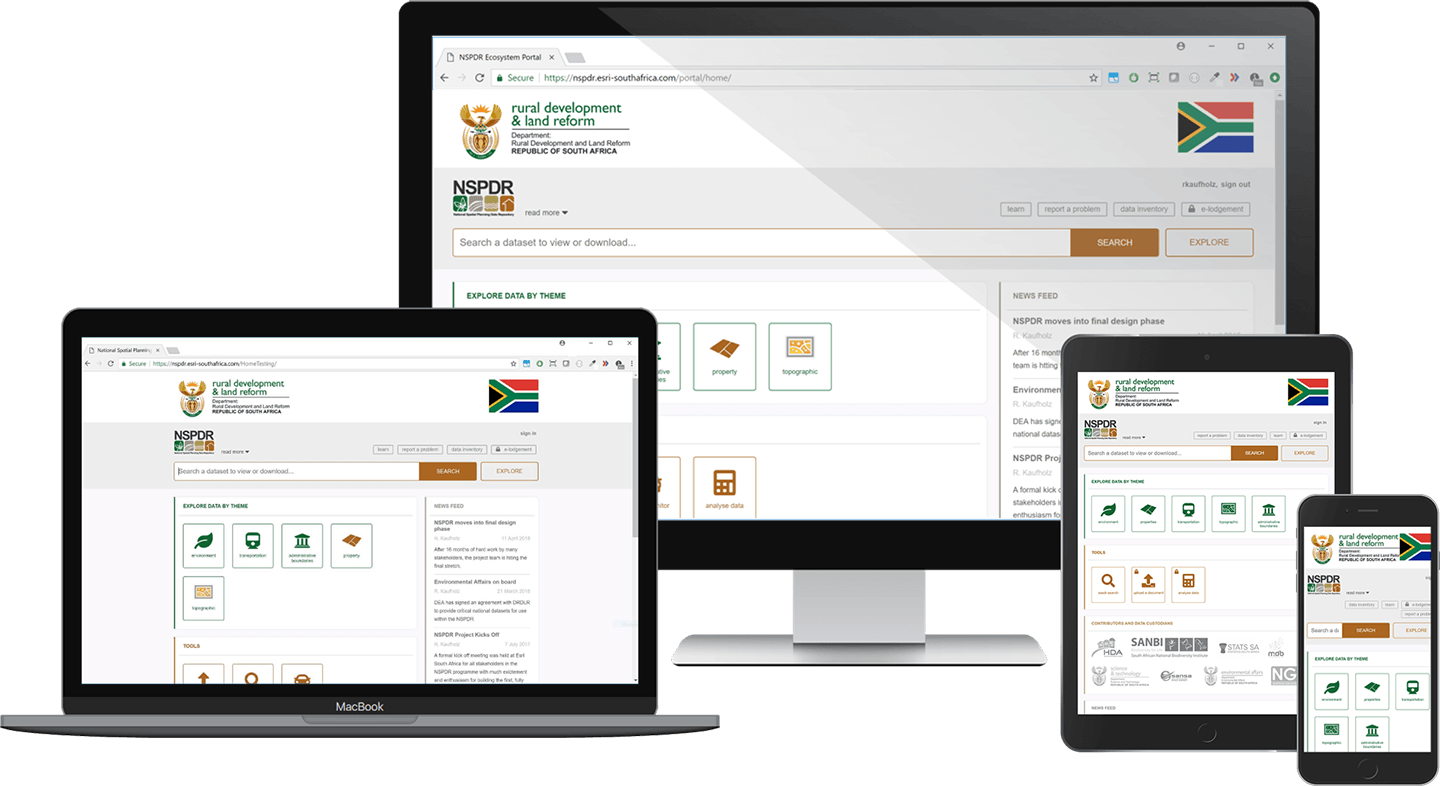 NSPDR Ecosystem Portal
Secure
https://nspdr.esri-southafrica.com/portal/home/
rural development
& land reform
Department:
Rural Development and Land Reform
REPUBLIC OF SOUTH AFRICA
rkaufholz, sign out
NSPDR
National Spatial Planning Data Repository
read more
learn
report a problem
data inventory
e-lodgement
Search a dataset to view or download...
SEARCH
EXPLORE
EXPLORE DATA BY THEME
property
topographic
analyse data
NEWS FEED
NSPDR moves into final design phase
R. Kaufholz
After 16 month
team is hitting
Environmen
R. Kaufholz
DEA has signe
national datase
NSPDR Proj
R. Kaufholz
A formal kick o
stakeholders i
enthusiasm fo
National Spatial Planning
Secure
https://nspdr.esri-southafrica.com/HomeTesting/
rural development
& land reform
Department:
Rural Development and Land Reform
REPUBLIC OF SOUTH AFRICA
sign in
NSPDR
read more
learn
report a problem
data inventory
e-lodgement
Search a dataset to view or download...
SEARCH
EXPLORE
EXPLORE DATA BY THEME
environment
transportation
administrative
boundaries
property
topographic
TOOLS
NEWS FEED
NSPDR moves into final design
phase
R. Kaufholz
11 April 2018
After 16 months of hard work by many
stakeholders, the project team is hitting the
final stretch.
Environmental Affairs on board
R. Kaufholz
21 March 2018
DEA has signed an agreement with DRDLR
to provide critical national datasets for use
within the NSPDR.
NSPDR Project Kicks Off
R. Kaufholz
7 July 2017
A formal kick off meeting was held at Esri
South Africa for all stakeholders in the
NSPDR programme with much excitement
and enthusiasm for building the first, fully
MacBook
rural development
& land reform
Department:
Rural Development and Land Reform
REPUBLIC OF SOUTH AFRICA
sign in
NSPDR
read more
report a problem
data inventory
learn
e-lodgement
Search a dataset to view or download...
SEARCH
EXPLORE
EXPLORE DATA BY THEME
environment
properties
transportation
topographic
administrative
boundaries
TOOLS
upload a document
analyse data
CONTRIBUTORS AND DATA CUSTODIANS
HDA
SANBI
South African National Biodiversity Institute
STATS SA
mdb
science
& technology
sansa
environmental affairs
NG
NEWS FEED
rural development
& land reform
Department:
Rural Development and Land Reform
REPUBLIC OF SOUTH AFRICA
NSPDR
read more
data inventory
learn
e-lodgement
report a problem
Search a da
SEARCH
EXPLORE
EXPLORE DATA BY THEME
environment
properties
transportation
topographic
administrative
boundaries